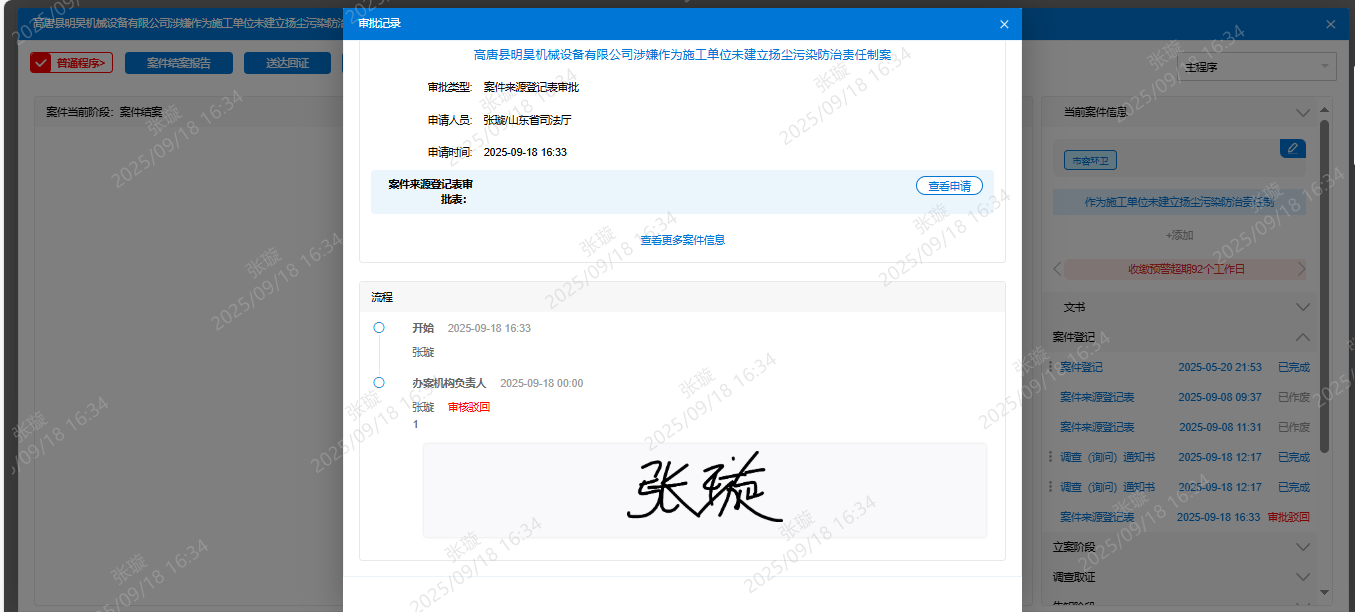 高唐县明昊机械设备有限公司涉嫌作为施工单位未建立扬尘污染防治
审批记录
普通程序>
案件结案报告
送达回证
主程序
案件当前阶段：案件结案
高唐县明昊机械设备有限公司涉嫌作为施工单位未建立扬尘污染防治责任制案
审批类型: 案件来源登记表审批
申请人员: 张璇/山东省司法厅
申请时间: 2025-09-18 16:33
案件来源登记表审
批表:
查看申请
查看更多案件信息
流程
开始 2025-09-18 16:33
张璇
办案机构负责人 2025-09-18 00:00
张璇 审核驳回
1
张璇
当前案件信息
市容环卫
作为施工单位未建立扬尘污染防治责任制
+添加
收缴预警超期92个工作日
文书
案件登记
案件登记 2025-05-20 21:53 已完成
案件来源登记表 2025-09-08 09:37 已作废
案件来源登记表 2025-09-08 11:31 已作废
调查（询问）通知书 2025-09-18 12:17 已完成
调查（询问）通知书 2025-09-18 12:17 已完成
案件来源登记表 2025-09-18 16:33 审批驳回
立案阶段
调查取证
张璇
2025/09/18 16:34